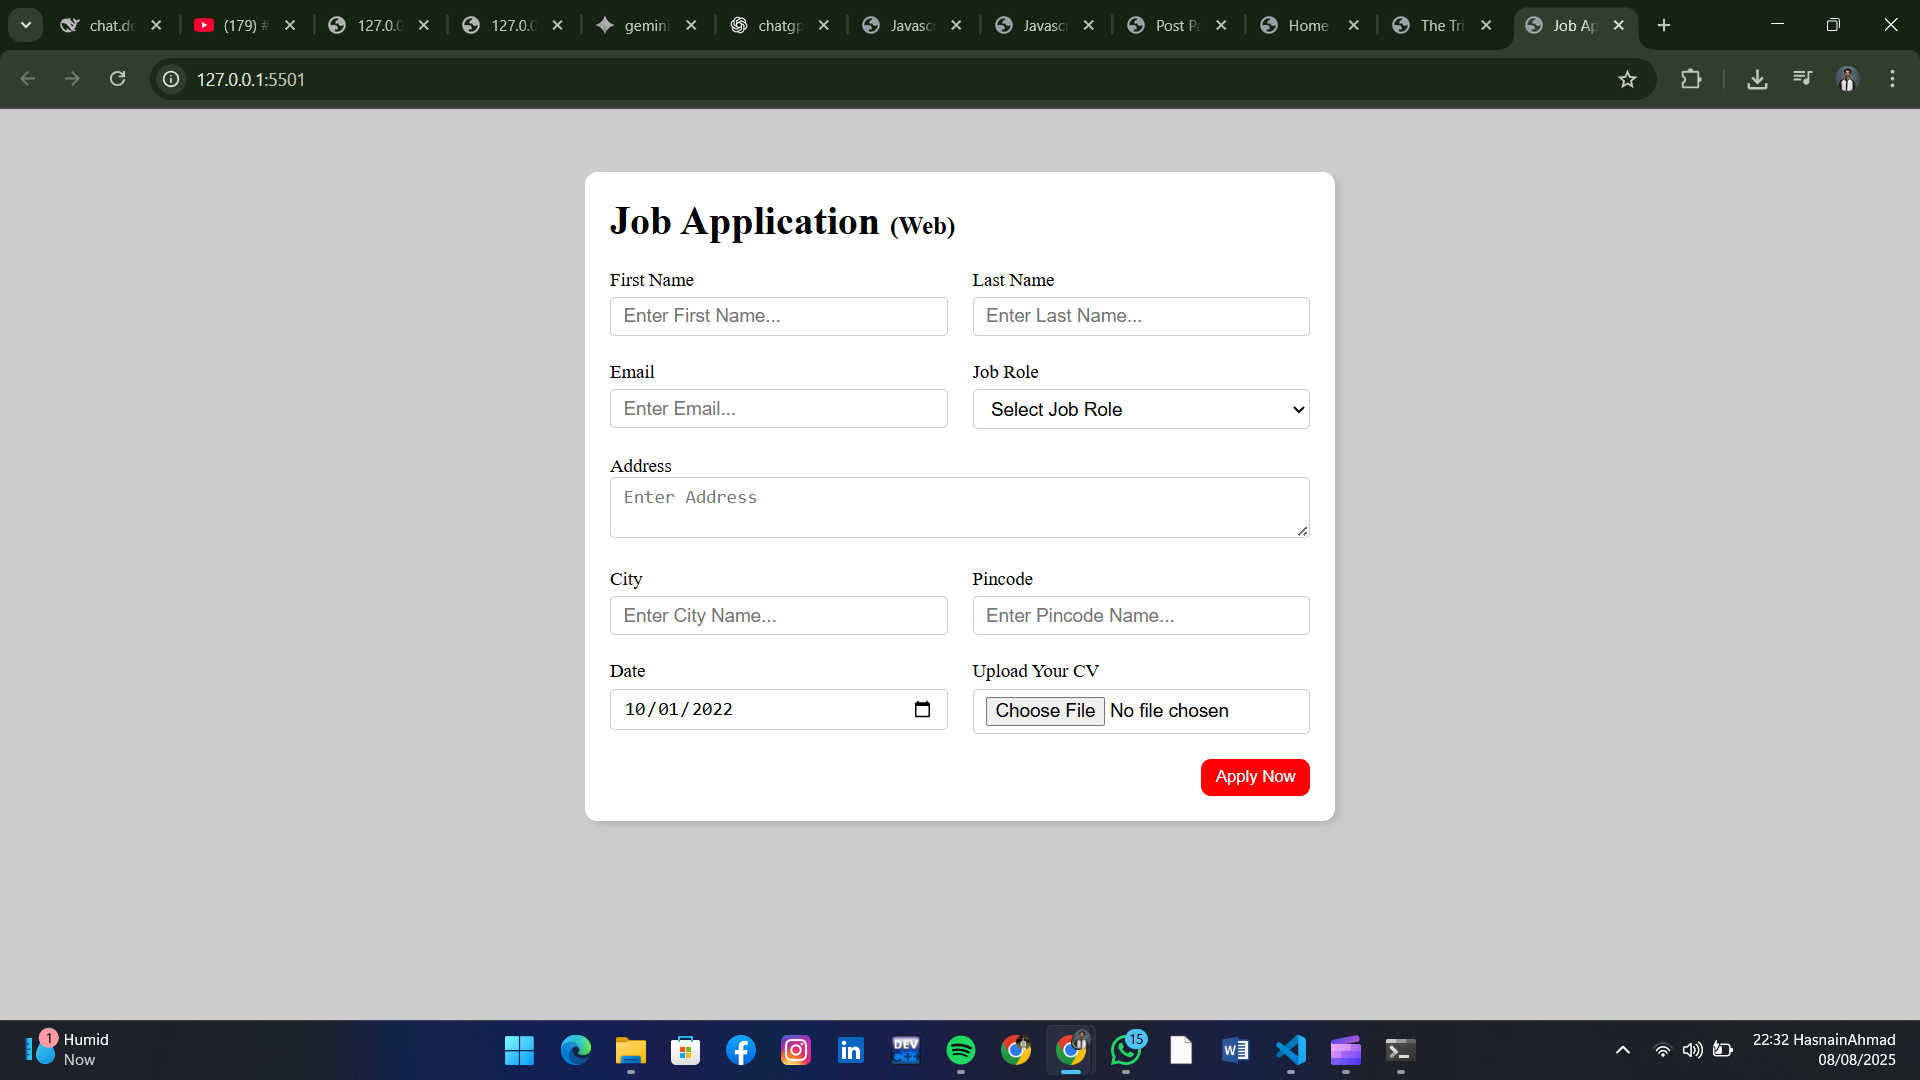 chat.de
(179) #
127.0.0
127.0.0
gemini
chatgp
Javasc
Javasc
Post Pa
Home
The Tri
Job Ap
127.0.0.1:5501
Job Application (Web)
First Name
Last Name
Enter First Name...
Enter Last Name...
Email
Job Role
Enter Email...
Select Job Role
Address
Enter Address
City
Pincode
Enter City Name...
Enter Pincode Name...
Date
Upload Your CV
10/01/2022
Choose File No file chosen
Apply Now
1
Humid
Now
DEV
C++
15
22:32 HasnainAhmad
08/08/2025